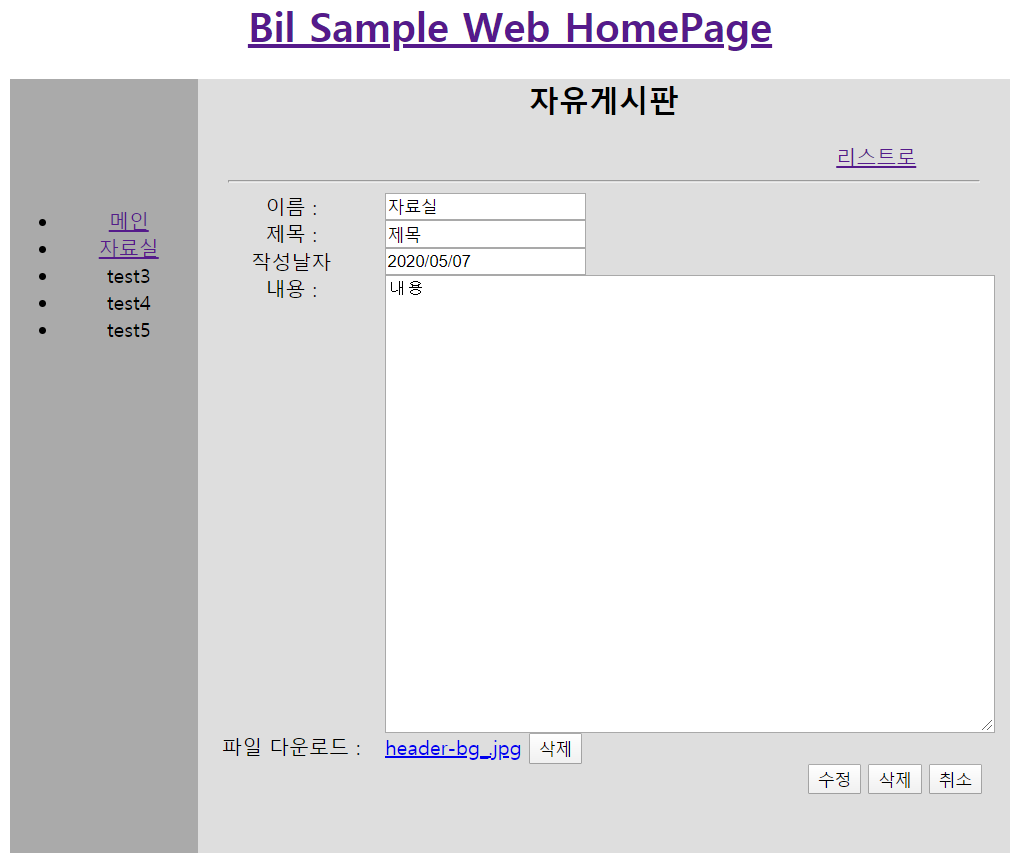 Bil Sample Web HomePage
메인
자료실
test3
test4
test5
자유게시판
리스트로
이름 : 자료실
제목 : 제목
작성날자 2020/05/07
내용 : 내용
파일 다운로드 : header-bg_.jpg 삭제
수정 삭제 취소